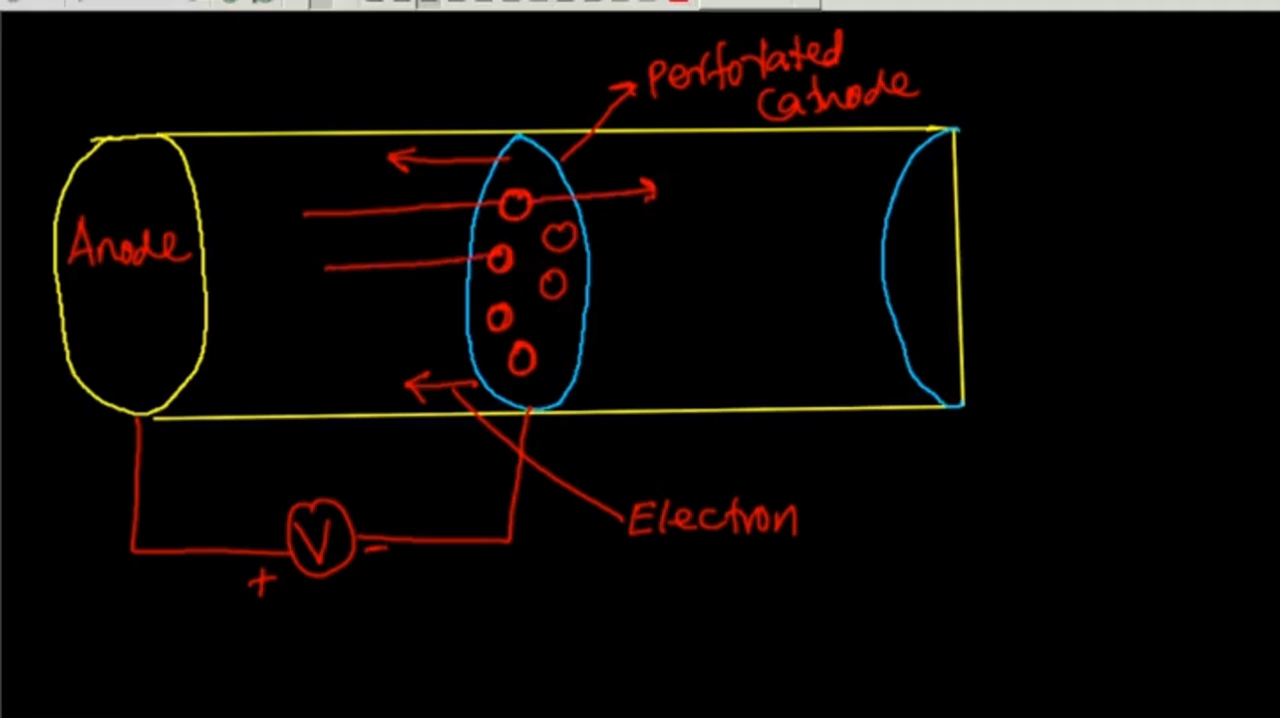 Perforated
Cathode
Anode
V
+
-
Electron